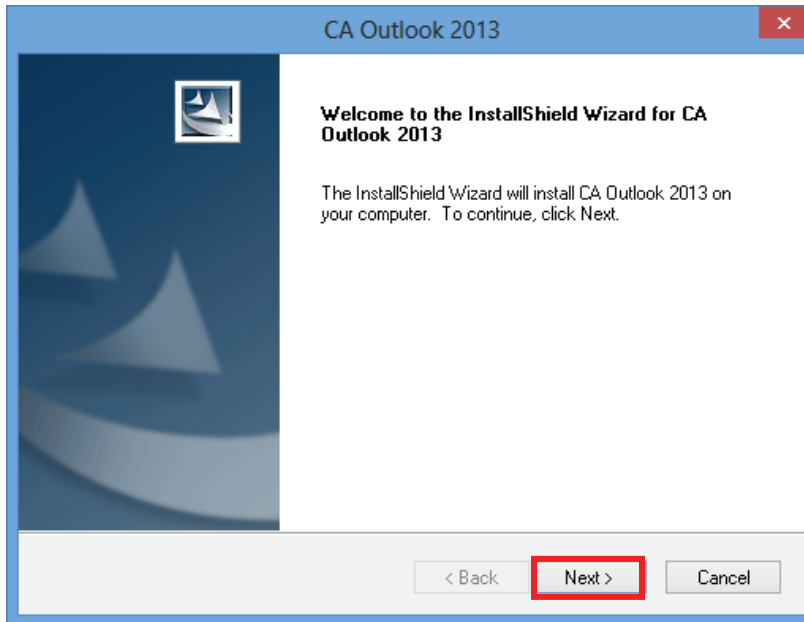 CA Outlook 2013
Welcome to the InstallShield Wizard for CA
Outlook 2013
The InstallShield Wizard will install CA Outlook 2013 on
your computer. To continue, click Next.
< Back
Next >
Cancel